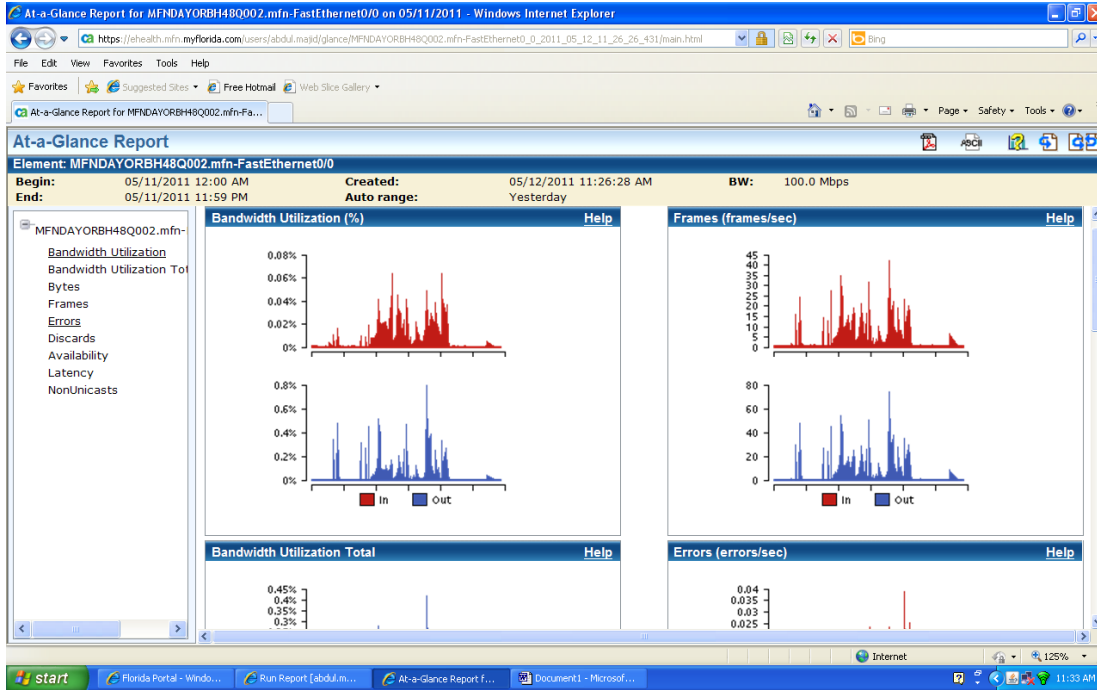 At-a-Glance Report for MFNDAYORBH48Q002.mfn-FastEthernet0/0 on 05/11/2011 - Windows Internet Explorer
https://ehealth.mfn.myflorida.com/users/abdul.majid/glance/MFNDAYORBH48Q002.mfn-FastEthernet0_0_2011_05_12_11_26_26_431/main.html
Bing
File Edit View Favorites Tools Help
Favorites Suggested Sites Free Hotmail Web Slice Gallery
At-a-Glance Report for MFNDAYORBH48Q002.mfn-Fa...
Page Safety Tools
At-a-Glance Report
ASCII
Element: MFNDAYORBH48Q002.mfn-FastEthernet0/0
Begin: 05/11/2011 12:00 AM Created: 05/12/2011 11:26:28 AM BW: 100.0 Mbps
End: 05/11/2011 11:59 PM Auto range: Yesterday
MFNDAYORBH48Q002.mfn-
Bandwidth Utilization
Bandwidth Utilization Tot
Bytes
Frames
Errors
Discards
Availability
Latency
NonUnicasts
Bandwidth Utilization (%) Help
0.08%
0.06%
0.04%
0.02%
0%
0.8%
0.6%
0.4%
0.2%
0%
In Out
Frames (frames/sec) Help
45
40
35
30
25
20
15
10
5
0
80
60
40
20
0
In Out
Bandwidth Utilization Total Help
0.45%
0.4%
0.35%
0.3%
Errors (errors/sec) Help
0.04
0.035
0.03
0.025
Internet 125%
start Florida Portal - Windo... Run Report [abdul.m... At-a-Glance Report f... Document1 - Microsof... 11:33 AM